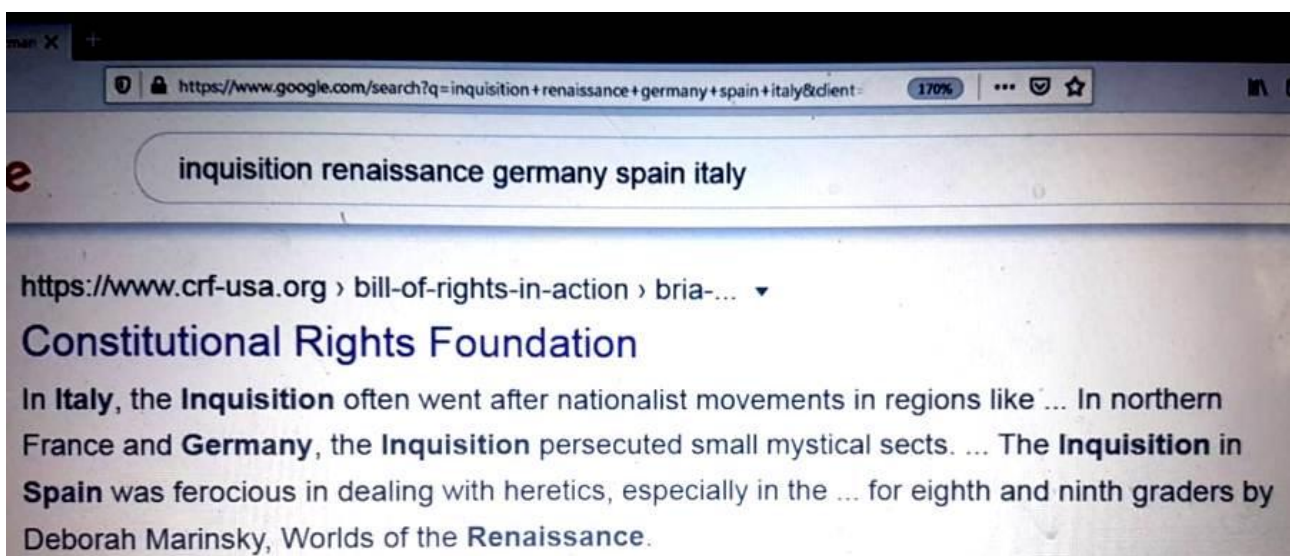 man
https://www.google.com/search?q=inquisition+renaissance+germany+spain+italy&client=
170%
e
inquisition renaissance germany spain italy
https://www.crf-usa.org › bill-of-rights-in-action › bria-...
Constitutional Rights Foundation
In Italy, the Inquisition often went after nationalist movements in regions like ... In northern
France and Germany, the Inquisition persecuted small mystical sects. ... The Inquisition in
Spain was ferocious in dealing with heretics, especially in the ... for eighth and ninth graders by
Deborah Marinsky, Worlds of the Renaissance.